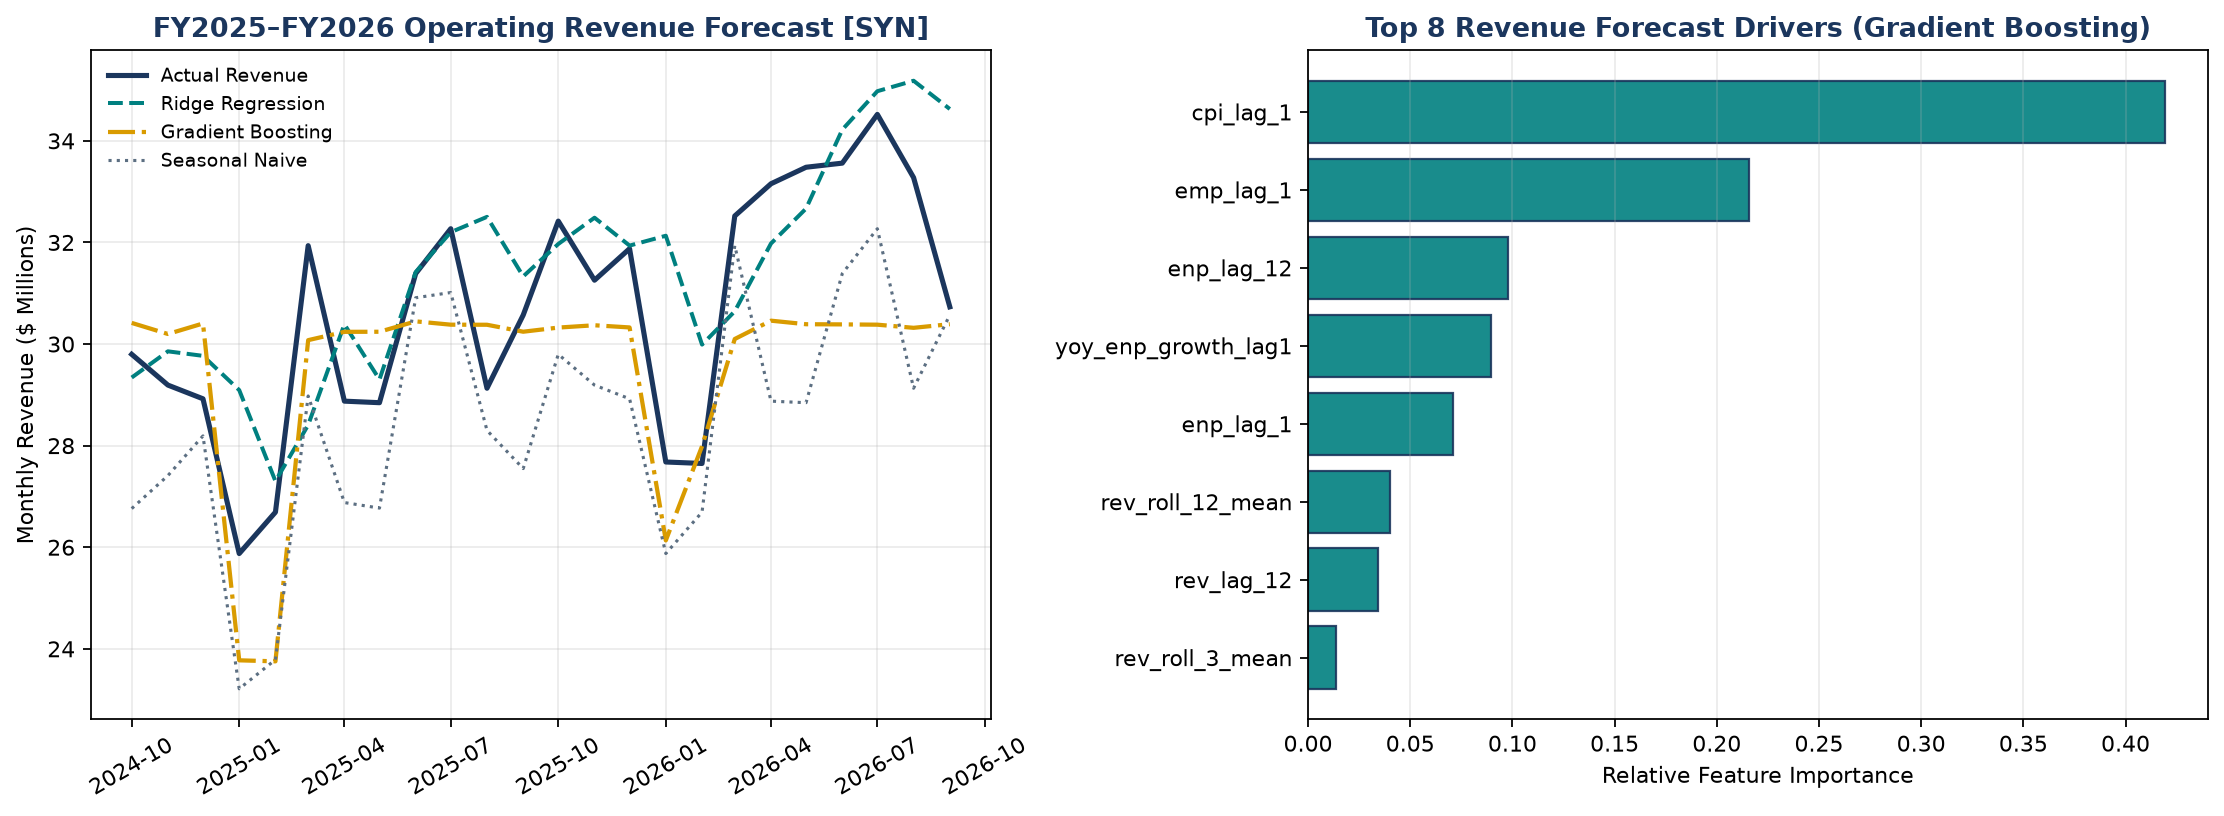 FY2025–FY2026 Operating Revenue Forecast [SYN]
Actual Revenue
Ridge Regression
Gradient Boosting
Seasonal Naive
Monthly Revenue ($ Millions)
34
32
30
28
26
24
2024-10
2025-01
2025-04
2025-07
2025-10
2026-01
2026-04
2026-07
2026-10
Top 8 Revenue Forecast Drivers (Gradient Boosting)
cpi_lag_1
emp_lag_1
enp_lag_12
yoy_enp_growth_lag1
enp_lag_1
rev_roll_12_mean
rev_lag_12
rev_roll_3_mean
0.00
0.05
0.10
0.15
0.20
0.25
0.30
0.35
0.40
Relative Feature Importance